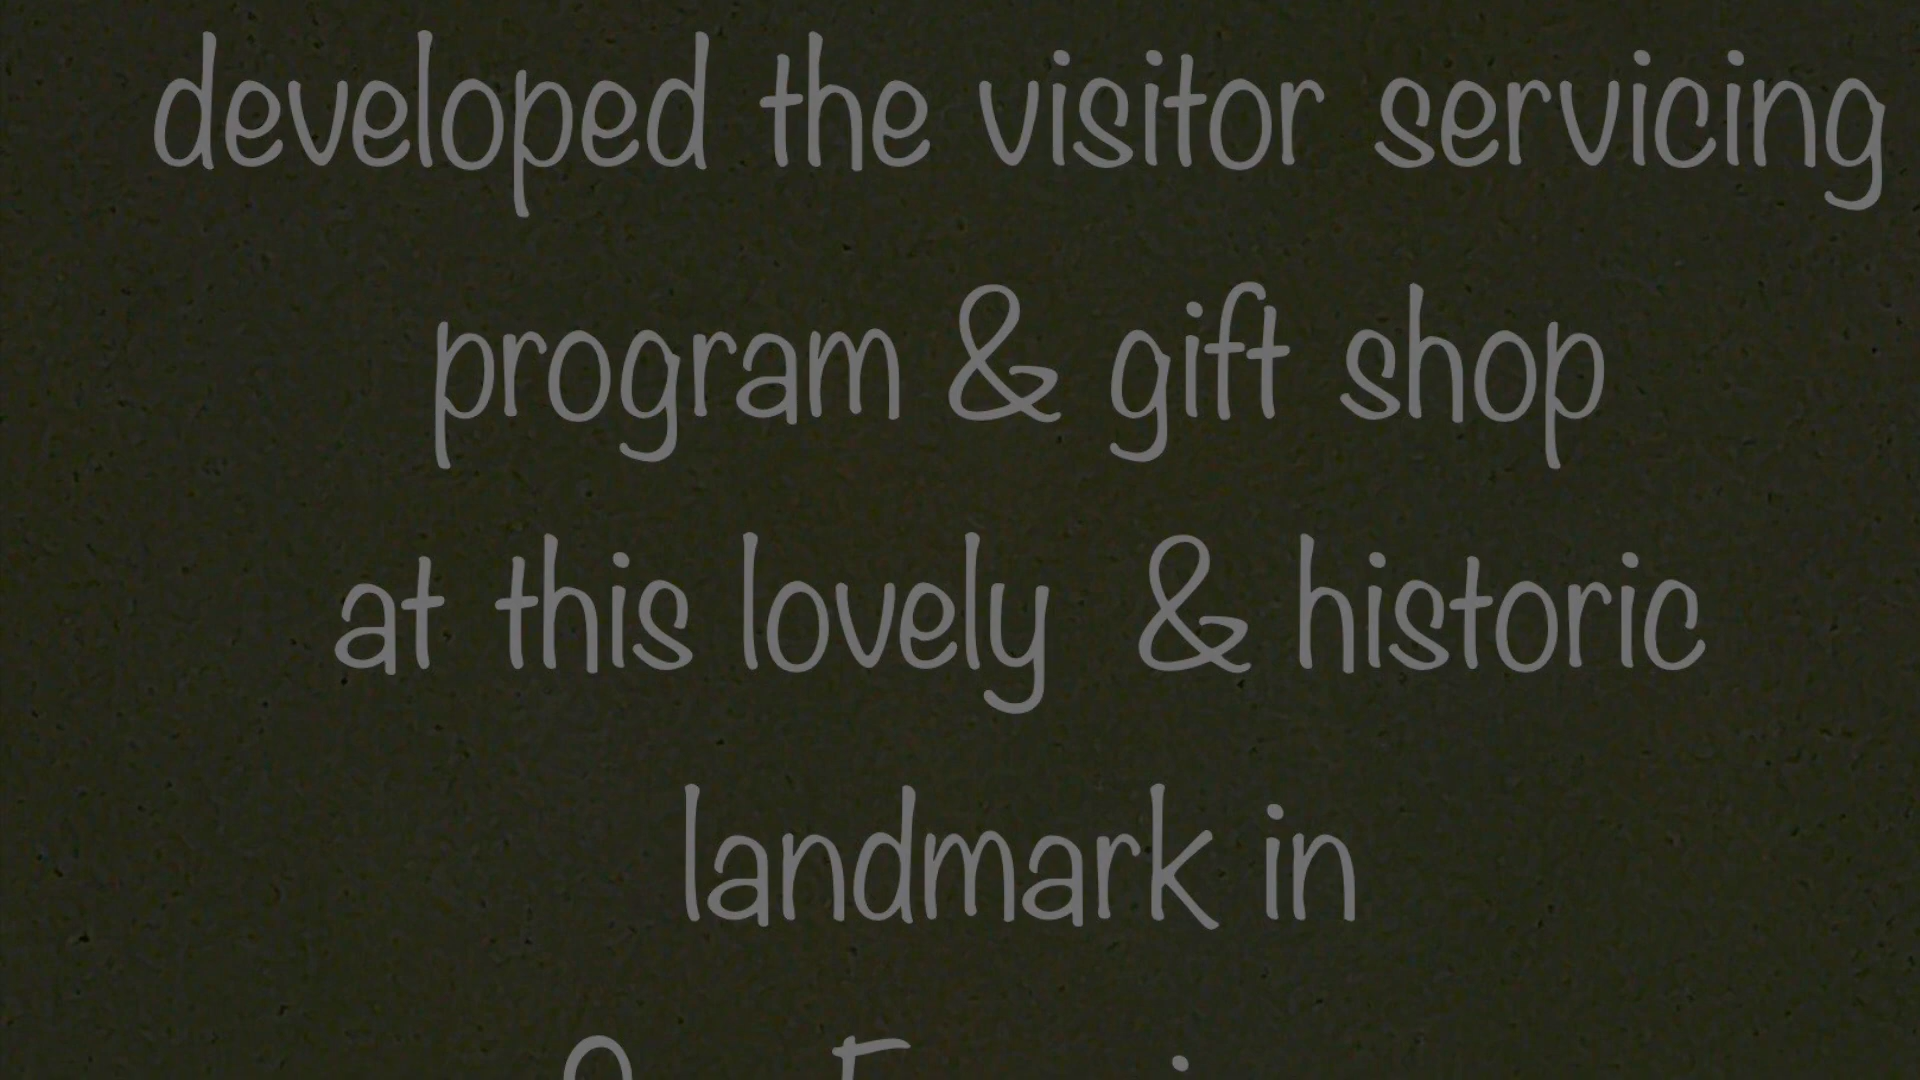 developed the visitor servicing
program & gift shop
at this lovely & historic
landmark in